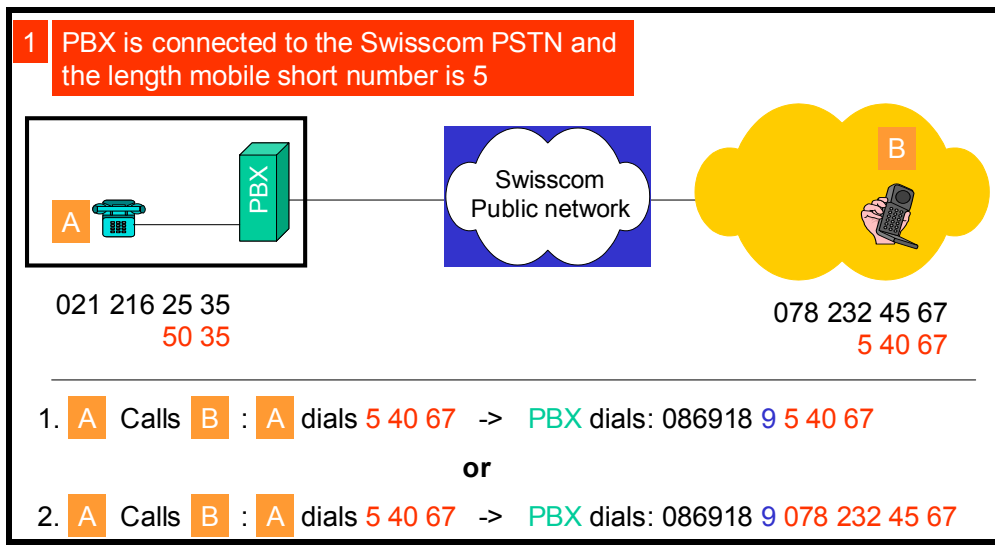 1 PBX is connected to the Swisscom PSTN and
the length mobile short number is 5
A
PBX
Swisscom
Public network
B
021 216 25 35
50 35
078 232 45 67
5 40 67
1. A Calls B : A dials 5 40 67 -> PBX dials: 086918 9 5 40 67
or
2. A Calls B : A dials 5 40 67 -> PBX dials: 086918 9 078 232 45 67